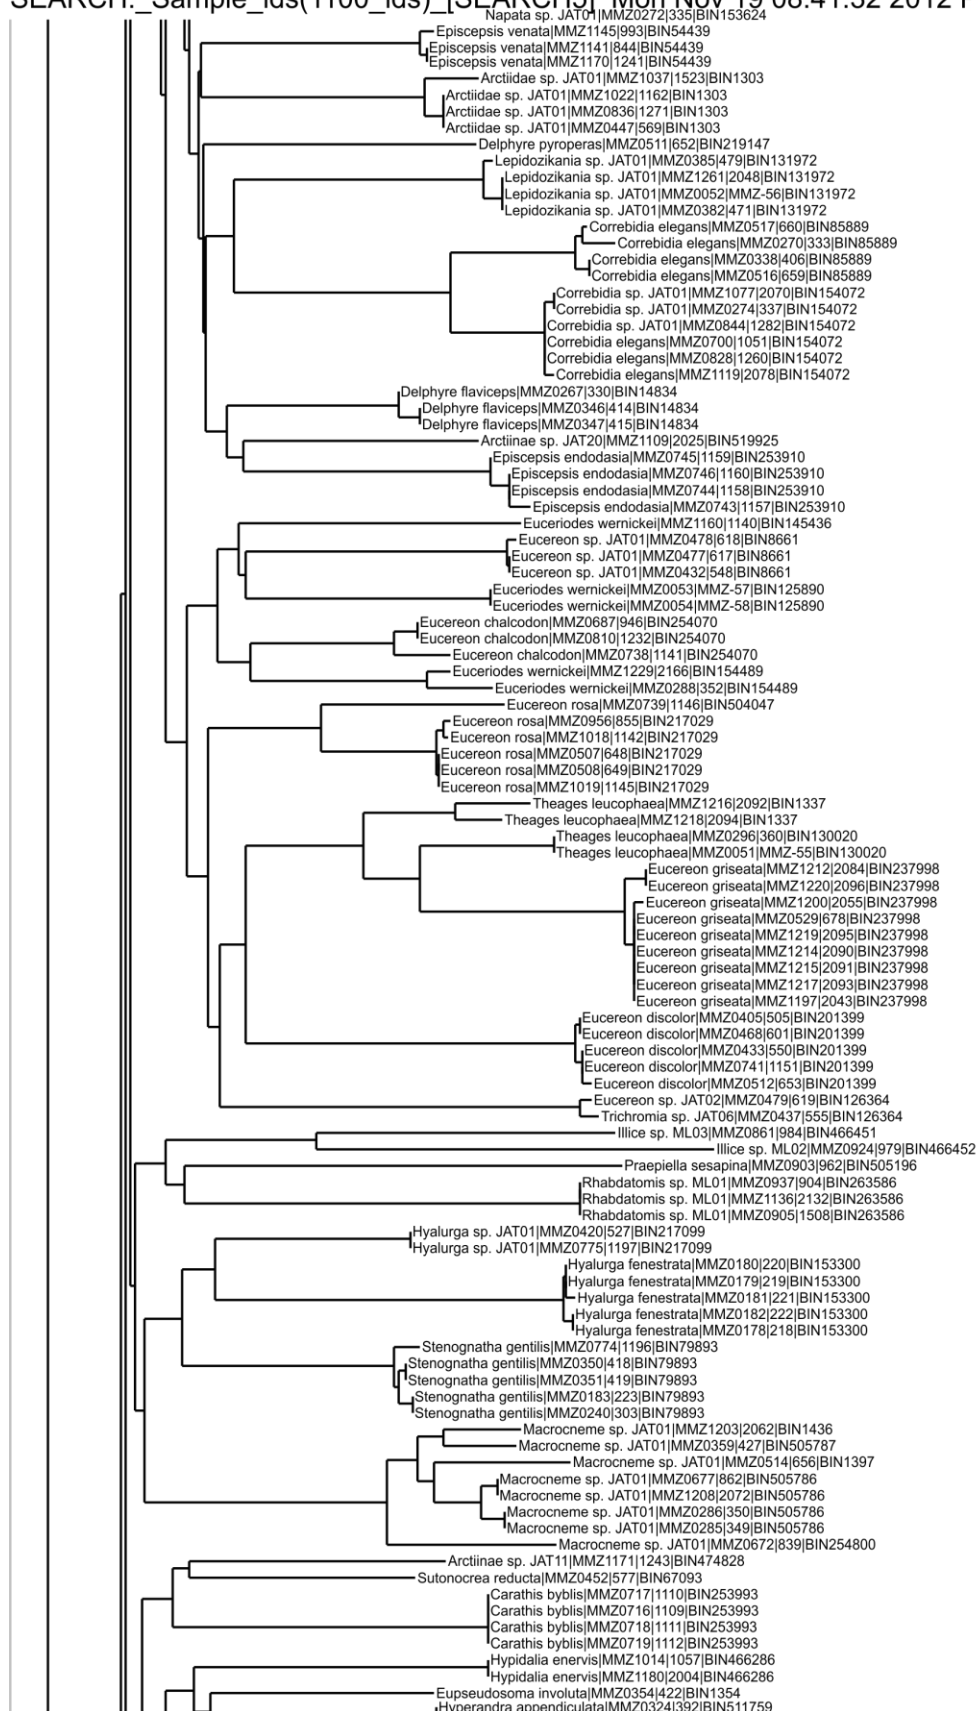 SEARCH:_Sample_ids(1100_ids)_[SEARCH5] Mon Nov 19 08:41:32 2012
Napata sp. JAT01|MMZ0272|335|BIN153624
Episcepsis venata|MMZ1145|993|BIN54439
Episcepsis venata|MMZ1141|844|BIN54439
Episcepsis venata|MMZ1170|1241|BIN54439
Arctiidae sp. JAT01|MMZ1037|1523|BIN1303
Arctiidae sp. JAT01|MMZ1022|1162|BIN1303
Arctiidae sp. JAT01|MMZ0836|1271|BIN1303
Arctiidae sp. JAT01|MMZ0447|569|BIN1303
Delphyre pyroperas|MMZ0511|652|BIN219147
Lepidozikania sp. JAT01|MMZ0385|479|BIN131972
Lepidozikania sp. JAT01|MMZ1261|2048|BIN131972
Lepidozikania sp. JAT01|MMZ0052|MMZ-56|BIN131972
Lepidozikania sp. JAT01|MMZ0382|471|BIN131972
Correbidia elegans|MMZ0517|660|BIN85889
Correbidia elegans|MMZ0270|333|BIN85889
Correbidia elegans|MMZ0338|406|BIN85889
Correbidia elegans|MMZ0516|659|BIN85889
Correbidia sp. JAT01|MMZ1077|2070|BIN154072
Correbidia sp. JAT01|MMZ0274|337|BIN154072
Correbidia sp. JAT01|MMZ0844|1282|BIN154072
Correbidia elegans|MMZ0700|1051|BIN154072
Correbidia elegans|MMZ0828|1260|BIN154072
Correbidia elegans|MMZ1119|2078|BIN154072
Delphyre flaviceps|MMZ0267|330|BIN14834
Delphyre flaviceps|MMZ0346|414|BIN14834
Delphyre flaviceps|MMZ0347|415|BIN14834
Arctiinae sp. JAT20|MMZ1109|2025|BIN519925
Episcepsis endodasia|MMZ0745|1159|BIN253910
Episcepsis endodasia|MMZ0746|1160|BIN253910
Episcepsis endodasia|MMZ0744|1158|BIN253910
Episcepsis endodasia|MMZ0743|1157|BIN253910
Euceriodes wernickei|MMZ1160|1140|BIN145436
Eucereon sp. JAT01|MMZ0478|618|BIN8661
Eucereon sp. JAT01|MMZ0477|617|BIN8661
Eucereon sp. JAT01|MMZ0432|548|BIN8661
Euceriodes wernickei|MMZ0053|MMZ-57|BIN125890
Euceriodes wernickei|MMZ0054|MMZ-58|BIN125890
Eucereon chalcodon|MMZ0687|946|BIN254070
Eucereon chalcodon|MMZ0810|1232|BIN254070
Eucereon chalcodon|MMZ0738|1141|BIN254070
Euceriodes wernickei|MMZ1229|2166|BIN154489
Euceriodes wernickei|MMZ0288|352|BIN154489
Eucereon rosa|MMZ0739|1146|BIN504047
Eucereon rosa|MMZ0956|855|BIN217029
Eucereon rosa|MMZ1018|1142|BIN217029
Eucereon rosa|MMZ0507|648|BIN217029
Eucereon rosa|MMZ0508|649|BIN217029
Eucereon rosa|MMZ1019|1145|BIN217029
Theages leucophaea|MMZ1216|2092|BIN1337
Theages leucophaea|MMZ1218|2094|BIN1337
Theages leucophaea|MMZ0296|360|BIN130020
Theages leucophaea|MMZ0051|MMZ-55|BIN130020
Eucereon griseata|MMZ1212|2084|BIN237998
Eucereon griseata|MMZ1220|2096|BIN237998
Eucereon griseata|MMZ1200|2055|BIN237998
Eucereon griseata|MMZ0529|678|BIN237998
Eucereon griseata|MMZ1219|2095|BIN237998
Eucereon griseata|MMZ1214|2090|BIN237998
Eucereon griseata|MMZ1215|2091|BIN237998
Eucereon griseata|MMZ1217|2093|BIN237998
Eucereon griseata|MMZ1197|2043|BIN237998
Eucereon discolor|MMZ0405|505|BIN201399
Eucereon discolor|MMZ0468|601|BIN201399
Eucereon discolor|MMZ0433|550|BIN201399
Eucereon discolor|MMZ0741|1151|BIN201399
Eucereon discolor|MMZ0512|653|BIN201399
Eucereon sp. JAT02|MMZ0479|619|BIN126364
Trichromia sp. JAT06|MMZ0437|555|BIN126364
Illice sp. ML03|MMZ0861|984|BIN466451
Illice sp. ML02|MMZ0924|979|BIN466452
Praepiella sesapina|MMZ0903|962|BIN505196
Rhabdatomis sp. ML01|MMZ0937|904|BIN263586
Rhabdatomis sp. ML01|MMZ1136|2132|BIN263586
Rhabdatomis sp. ML01|MMZ0905|1508|BIN263586
Hyalurga sp. JAT01|MMZ0420|527|BIN217099
Hyalurga sp. JAT01|MMZ0775|1197|BIN217099
Hyalurga fenestrata|MMZ0180|220|BIN153300
Hyalurga fenestrata|MMZ0179|219|BIN153300
Hyalurga fenestrata|MMZ0181|221|BIN153300
Hyalurga fenestrata|MMZ0182|222|BIN153300
Hyalurga fenestrata|MMZ0178|218|BIN153300
Stenognatha gentilis|MMZ0774|1196|BIN79893
Stenognatha gentilis|MMZ0350|418|BIN79893
Stenognatha gentilis|MMZ0351|419|BIN79893
Stenognatha gentilis|MMZ0183|223|BIN79893
Stenognatha gentilis|MMZ0240|303|BIN79893
Macrocneme sp. JAT01|MMZ1203|2062|BIN1436
Macrocneme sp. JAT01|MMZ0359|427|BIN505787
Macrocneme sp. JAT01|MMZ0514|656|BIN1397
Macrocneme sp. JAT01|MMZ0677|862|BIN505786
Macrocneme sp. JAT01|MMZ1208|2072|BIN505786
Macrocneme sp. JAT01|MMZ0286|350|BIN505786
Macrocneme sp. JAT01|MMZ0285|349|BIN505786
Macrocneme sp. JAT01|MMZ0672|839|BIN254800
Arctiinae sp. JAT11|MMZ1171|1243|BIN474828
Sutonocrea reducta|MMZ0452|577|BIN67093
Carathis byblis|MMZ0717|1110|BIN253993
Carathis byblis|MMZ0716|1109|BIN253993
Carathis byblis|MMZ0718|1111|BIN253993
Carathis byblis|MMZ0719|1112|BIN253993
Hypidalia enervis|MMZ1014|1057|BIN466286
Hypidalia enervis|MMZ1180|2004|BIN466286
Eupseudosoma involuta|MMZ0354|422|BIN1354
Hyperandra appendiculata|MMZ0324|392|BIN511759